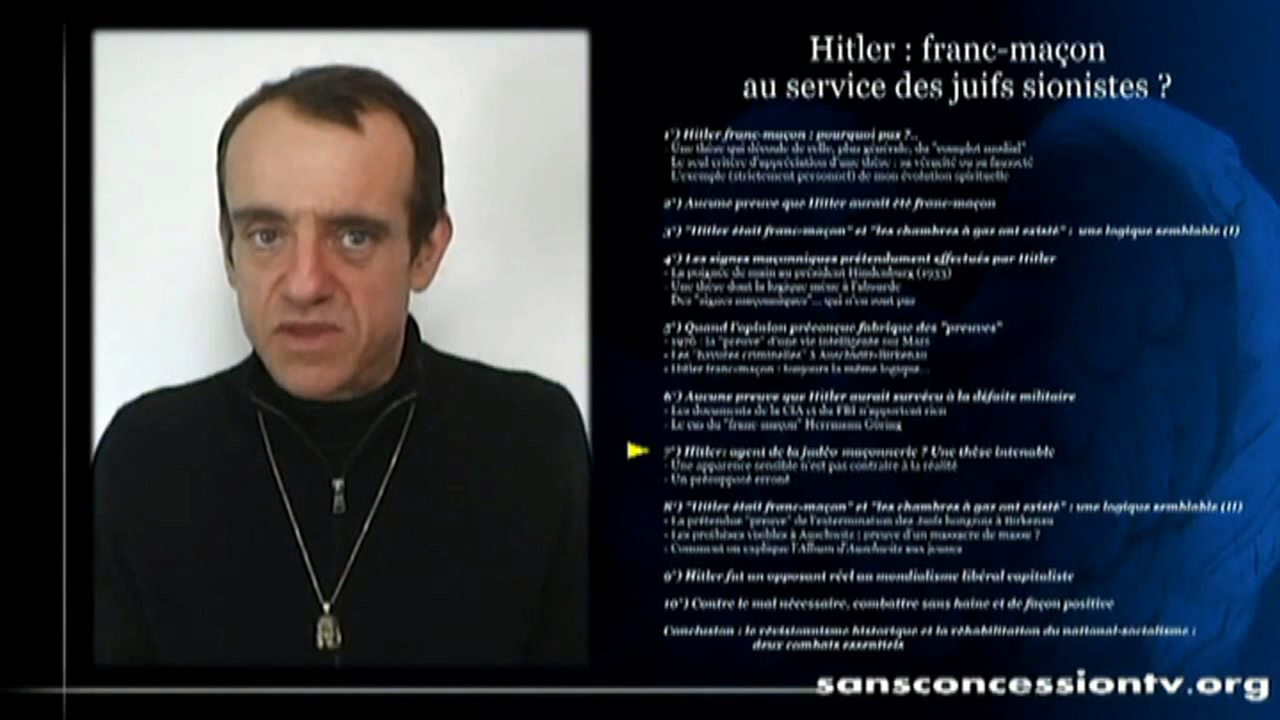 Hitler : franc-maçon
au service des juifs sionistes ?
1°) Hitler franc-maçon : pourquoi pas ?..
- Une thèse qui découle de celle, plus générale, du "complot mondial"
- Le seul critère d'appréciation d'une thèse : sa véracité ou sa fausseté
- L'exemple (strictement personnel) de mon évolution spirituelle
2°) Aucune preuve que Hitler aurait été franc-maçon
3°) "Hitler était franc-maçon" et "les chambres à gaz ont existé" : une logique semblable (I)
4°) Les signes maçonniques prétendument effectués par Hitler
- La poignée de main au président Hindenburg (1933)
- Une thèse dont la logique mène à l'absurde
- Des "signes maçonniques"... qui n'en sont pas
5°) Quand l'opinion préconçue fabrique des "preuves"
- 1976 : la "preuve" d'une vie intelligente sur Mars
- Les "bavures criminelles" à Auschwitz-Birkenau
- Hitler franc-maçon : toujours la même logique...
6°) Aucune preuve que Hitler aurait survécu à la défaite militaire
- Les documents de la CIA et du FBI n'apportent rien
- Le cas du "franc-maçon" Hermann Göring
7°) Hitler: agent de la judéo-maçonnerie ? Une thèse intenable
- Une apparence sensible n'est pas contraire à la réalité
- Un présupposé erroné
8°) "Hitler était franc-maçon" et "les chambres à gaz ont existé" : une logique semblable (II)
- La prétendue "preuve" de l'extermination des Juifs hongrois à Birkenau
- Les prothèses visibles à Auschwitz : preuve d'un massacre de masse ?
- Comment on explique l'Album d'Auschwitz aux jeunes
9°) Hitler fut un opposant réel au mondialisme libéral capitaliste
10°) Contre le mal nécessaire, combattre sans haine et de façon positive
Conclusion : le révisionnisme historique et la réhabilitation du national-socialisme :
deux combats essentiels
sansconcessiontv.org